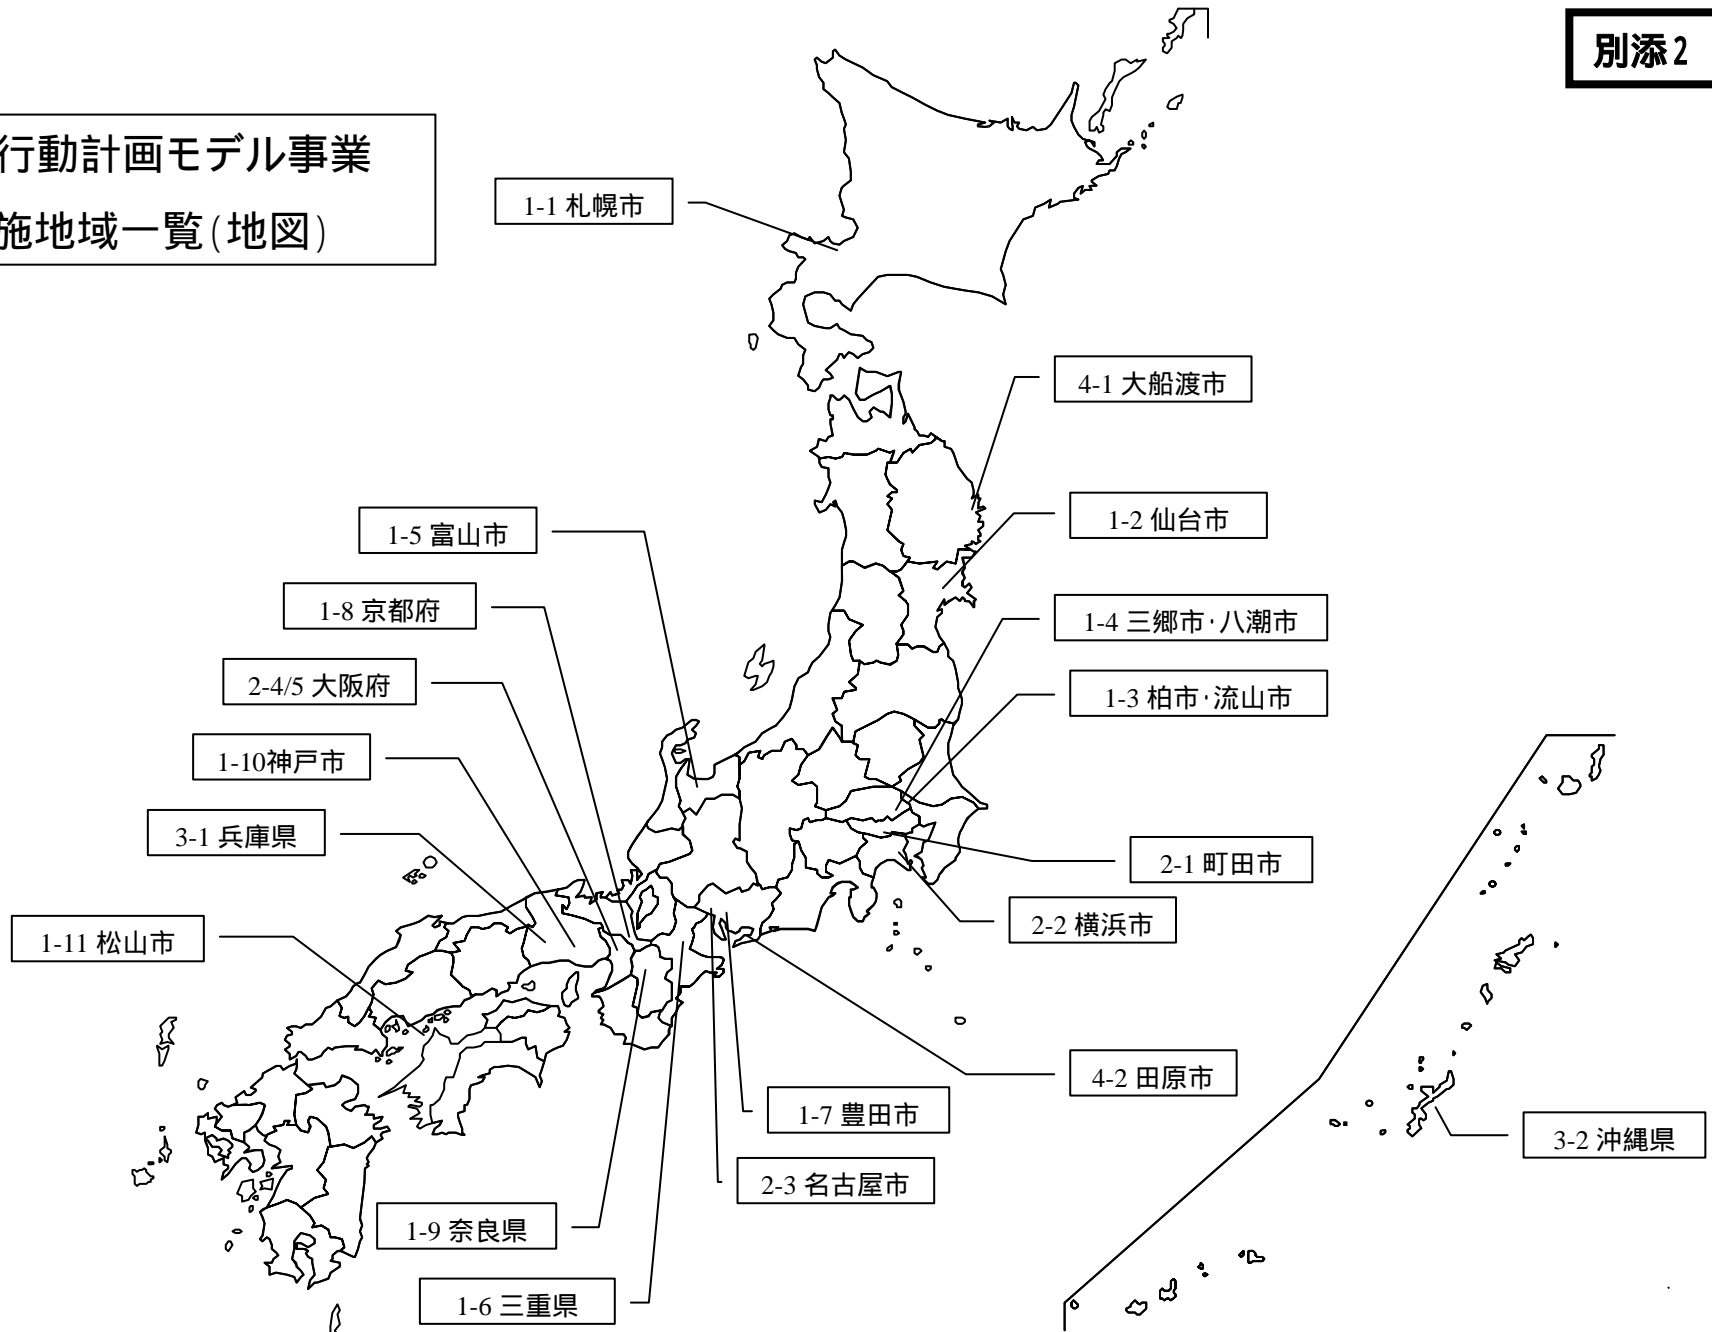 別添2
行動計画モデル事業
施地域一覧(地図)
1-1 札幌市
4-1 大船渡市
1-2 仙台市
1-5 富山市
1-8 京都府
1-4 三郷市・八潮市
2-4/5 大阪府
1-3 柏市・流山市
1-10神戸市
3-1 兵庫県
2-1 町田市
2-2 横浜市
1-11 松山市
4-2 田原市
1-7 豊田市
3-2 沖縄県
2-3 名古屋市
1-9 奈良県
1-6 三重県